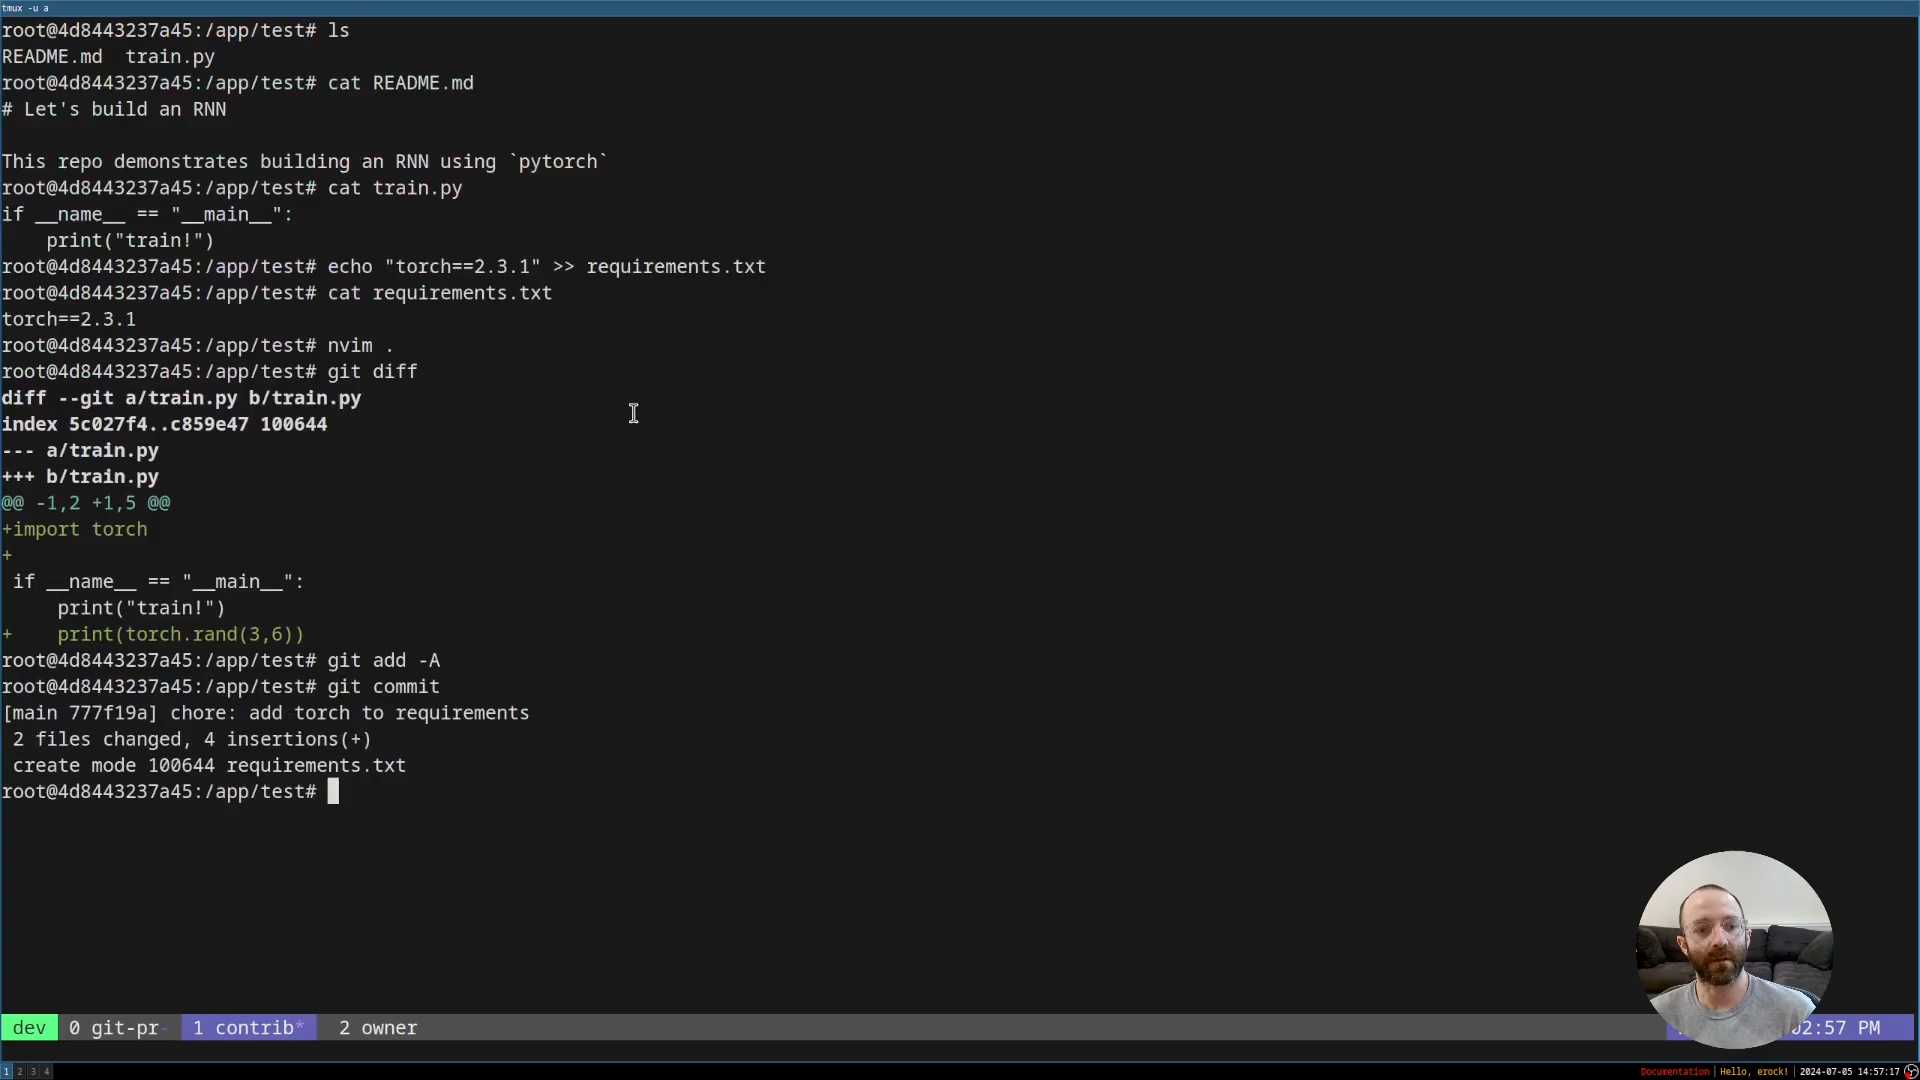 tmux -u a
root@4d8443237a45:/app/test# ls
README.md  train.py
root@4d8443237a45:/app/test# cat README.md
# Let's build an RNN

This repo demonstrates building an RNN using `pytorch`
root@4d8443237a45:/app/test# cat train.py
if __name__ == "__main__":
    print("train!")
root@4d8443237a45:/app/test# echo "torch==2.3.1" >> requirements.txt
root@4d8443237a45:/app/test# cat requirements.txt
torch==2.3.1
root@4d8443237a45:/app/test# nvim .
root@4d8443237a45:/app/test# git diff
diff --git a/train.py b/train.py
index 5c027f4..c859e47 100644
--- a/train.py
+++ b/train.py
@@ -1,2 +1,5 @@
+import torch
+
 if __name__ == "__main__":
     print("train!")
+    print(torch.rand(3,6))
root@4d8443237a45:/app/test# git add -A
root@4d8443237a45:/app/test# git commit
[main 777f19a] chore: add torch to requirements
 2 files changed, 4 insertions(+)
 create mode 100644 requirements.txt
root@4d8443237a45:/app/test#
dev 0 git-pr- 1 contrib* 2 owner 02:57 PM
1 2 3 4 Documentation | Hello, erock! | 2024-07-05 14:57:17